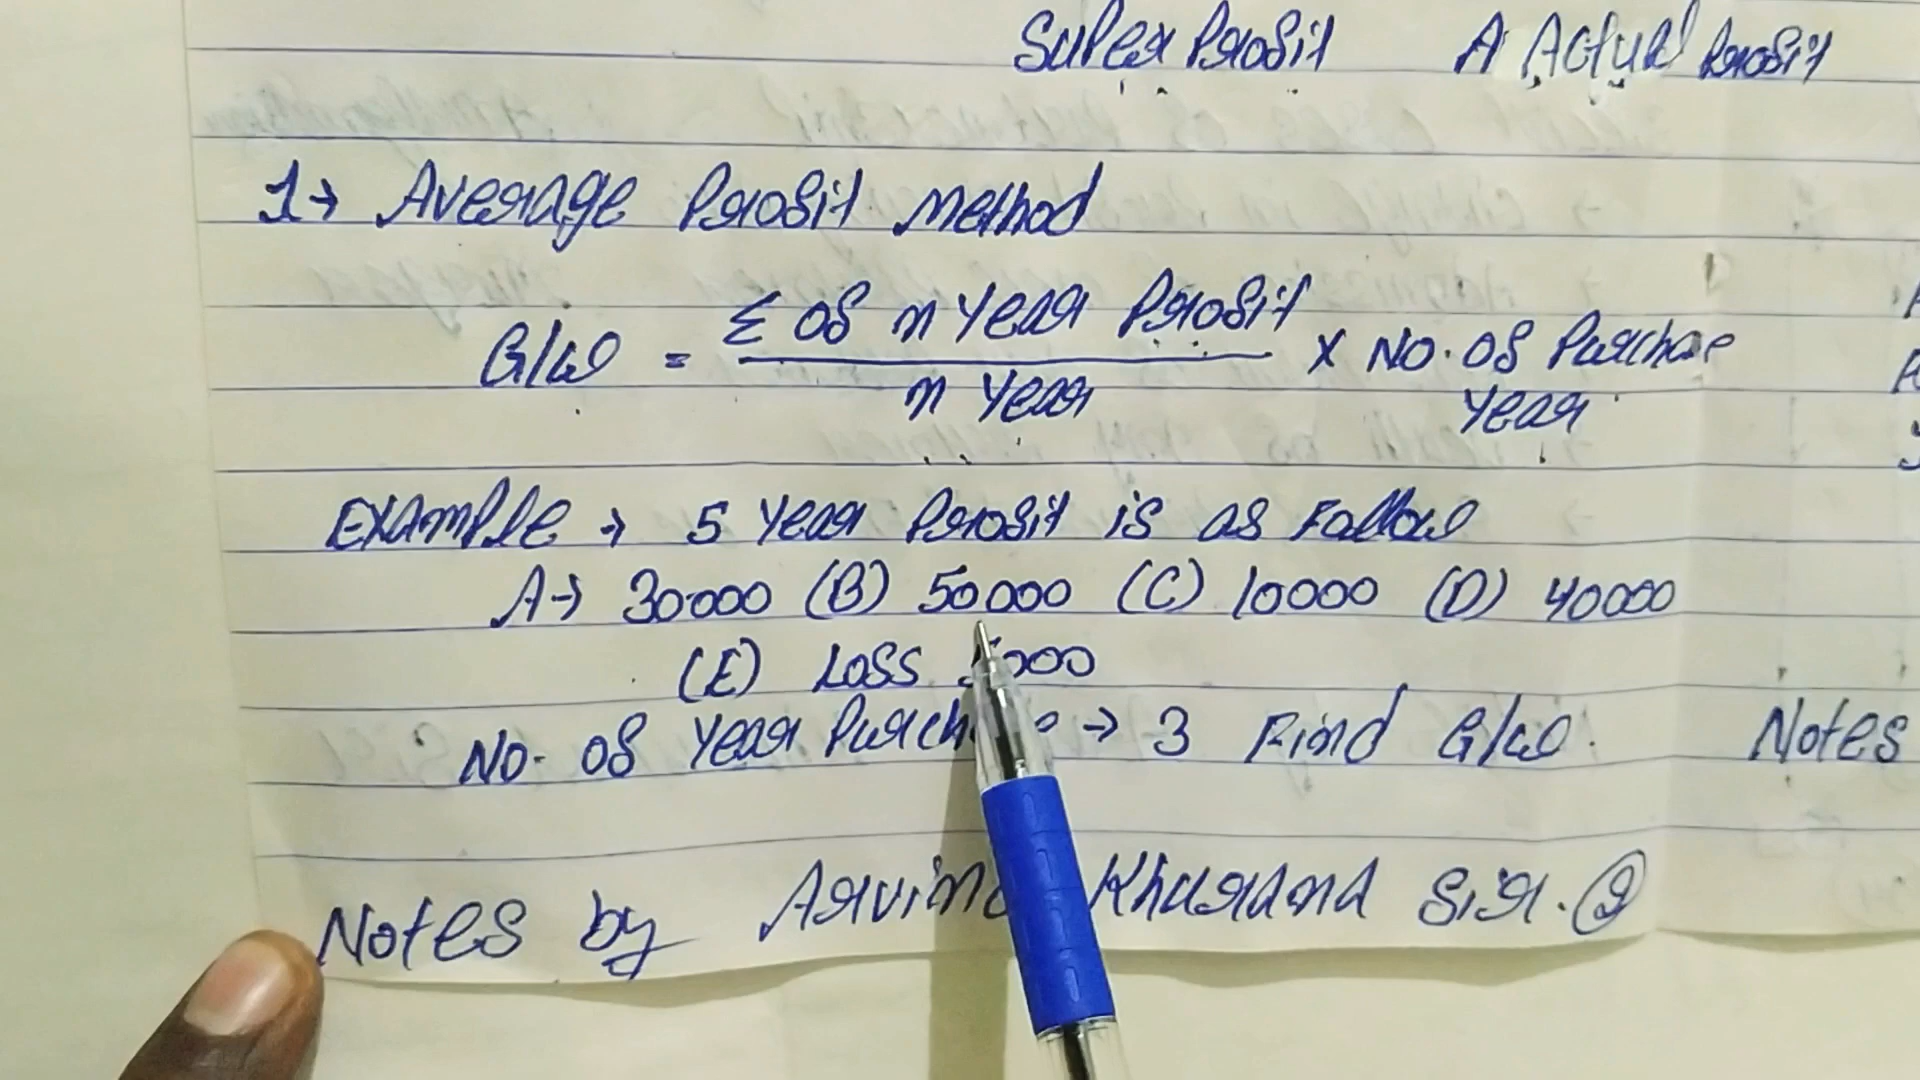 Super Profit A Actual Profit
1→ Average Profit Method
G/W = Σ of n Year Profit / n Year × No. of Purchase Year
Example → 5 Year Profit is as Follow
A→ 30000 (B) 50000 (C) 10000 (D) 40000
(E) Loss 5000
No. of Year Purchase → 3 Find G/W.
Notes
Notes by Arvind Khurana Sir. 2